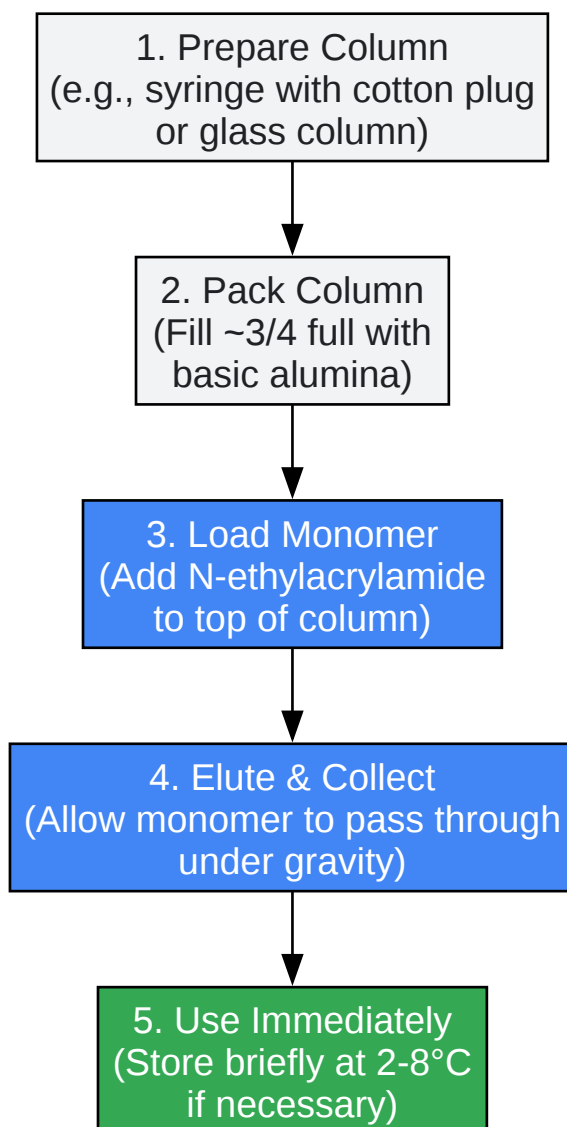 1. Prepare Column
(e.g., syringe with cotton plug
or glass column)
2. Pack Column
(Fill ~3/4 full with
basic alumina)
3. Load Monomer
(Add N-ethylacrylamide
to top of column)
4. Elute & Collect
(Allow monomer to pass through
under gravity)
5. Use Immediately
(Store briefly at 2-8°C
if necessary)